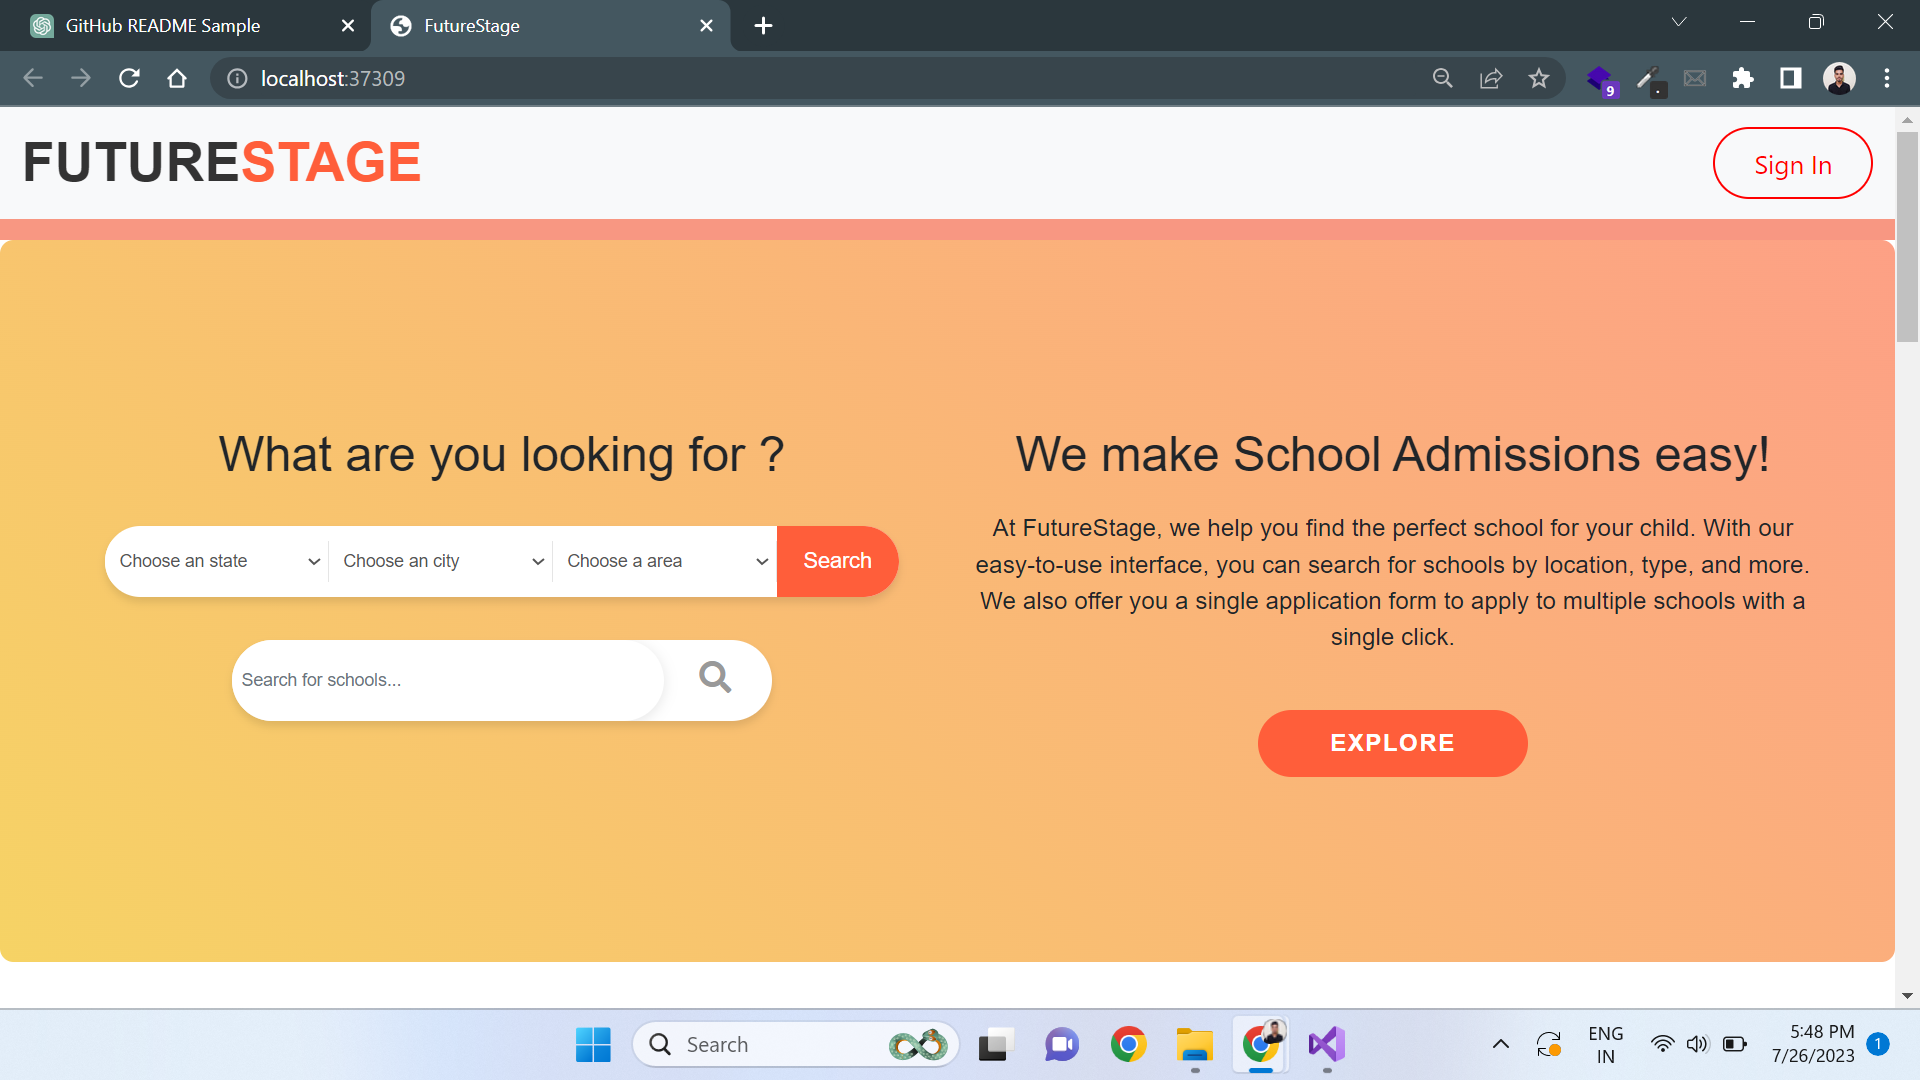 GitHub README Sample
FutureStage
localhost:37309
9
FUTURESTAGE
Sign In
What are you looking for ?
Choose an state
Choose an city
Choose a area
Search
Search for schools...
We make School Admissions easy!
At FutureStage, we help you find the perfect school for your child. With our
easy-to-use interface, you can search for schools by location, type, and more.
We also offer you a single application form to apply to multiple schools with a
single click.
EXPLORE
Search
ENG
IN
5:48 PM
7/26/2023
1